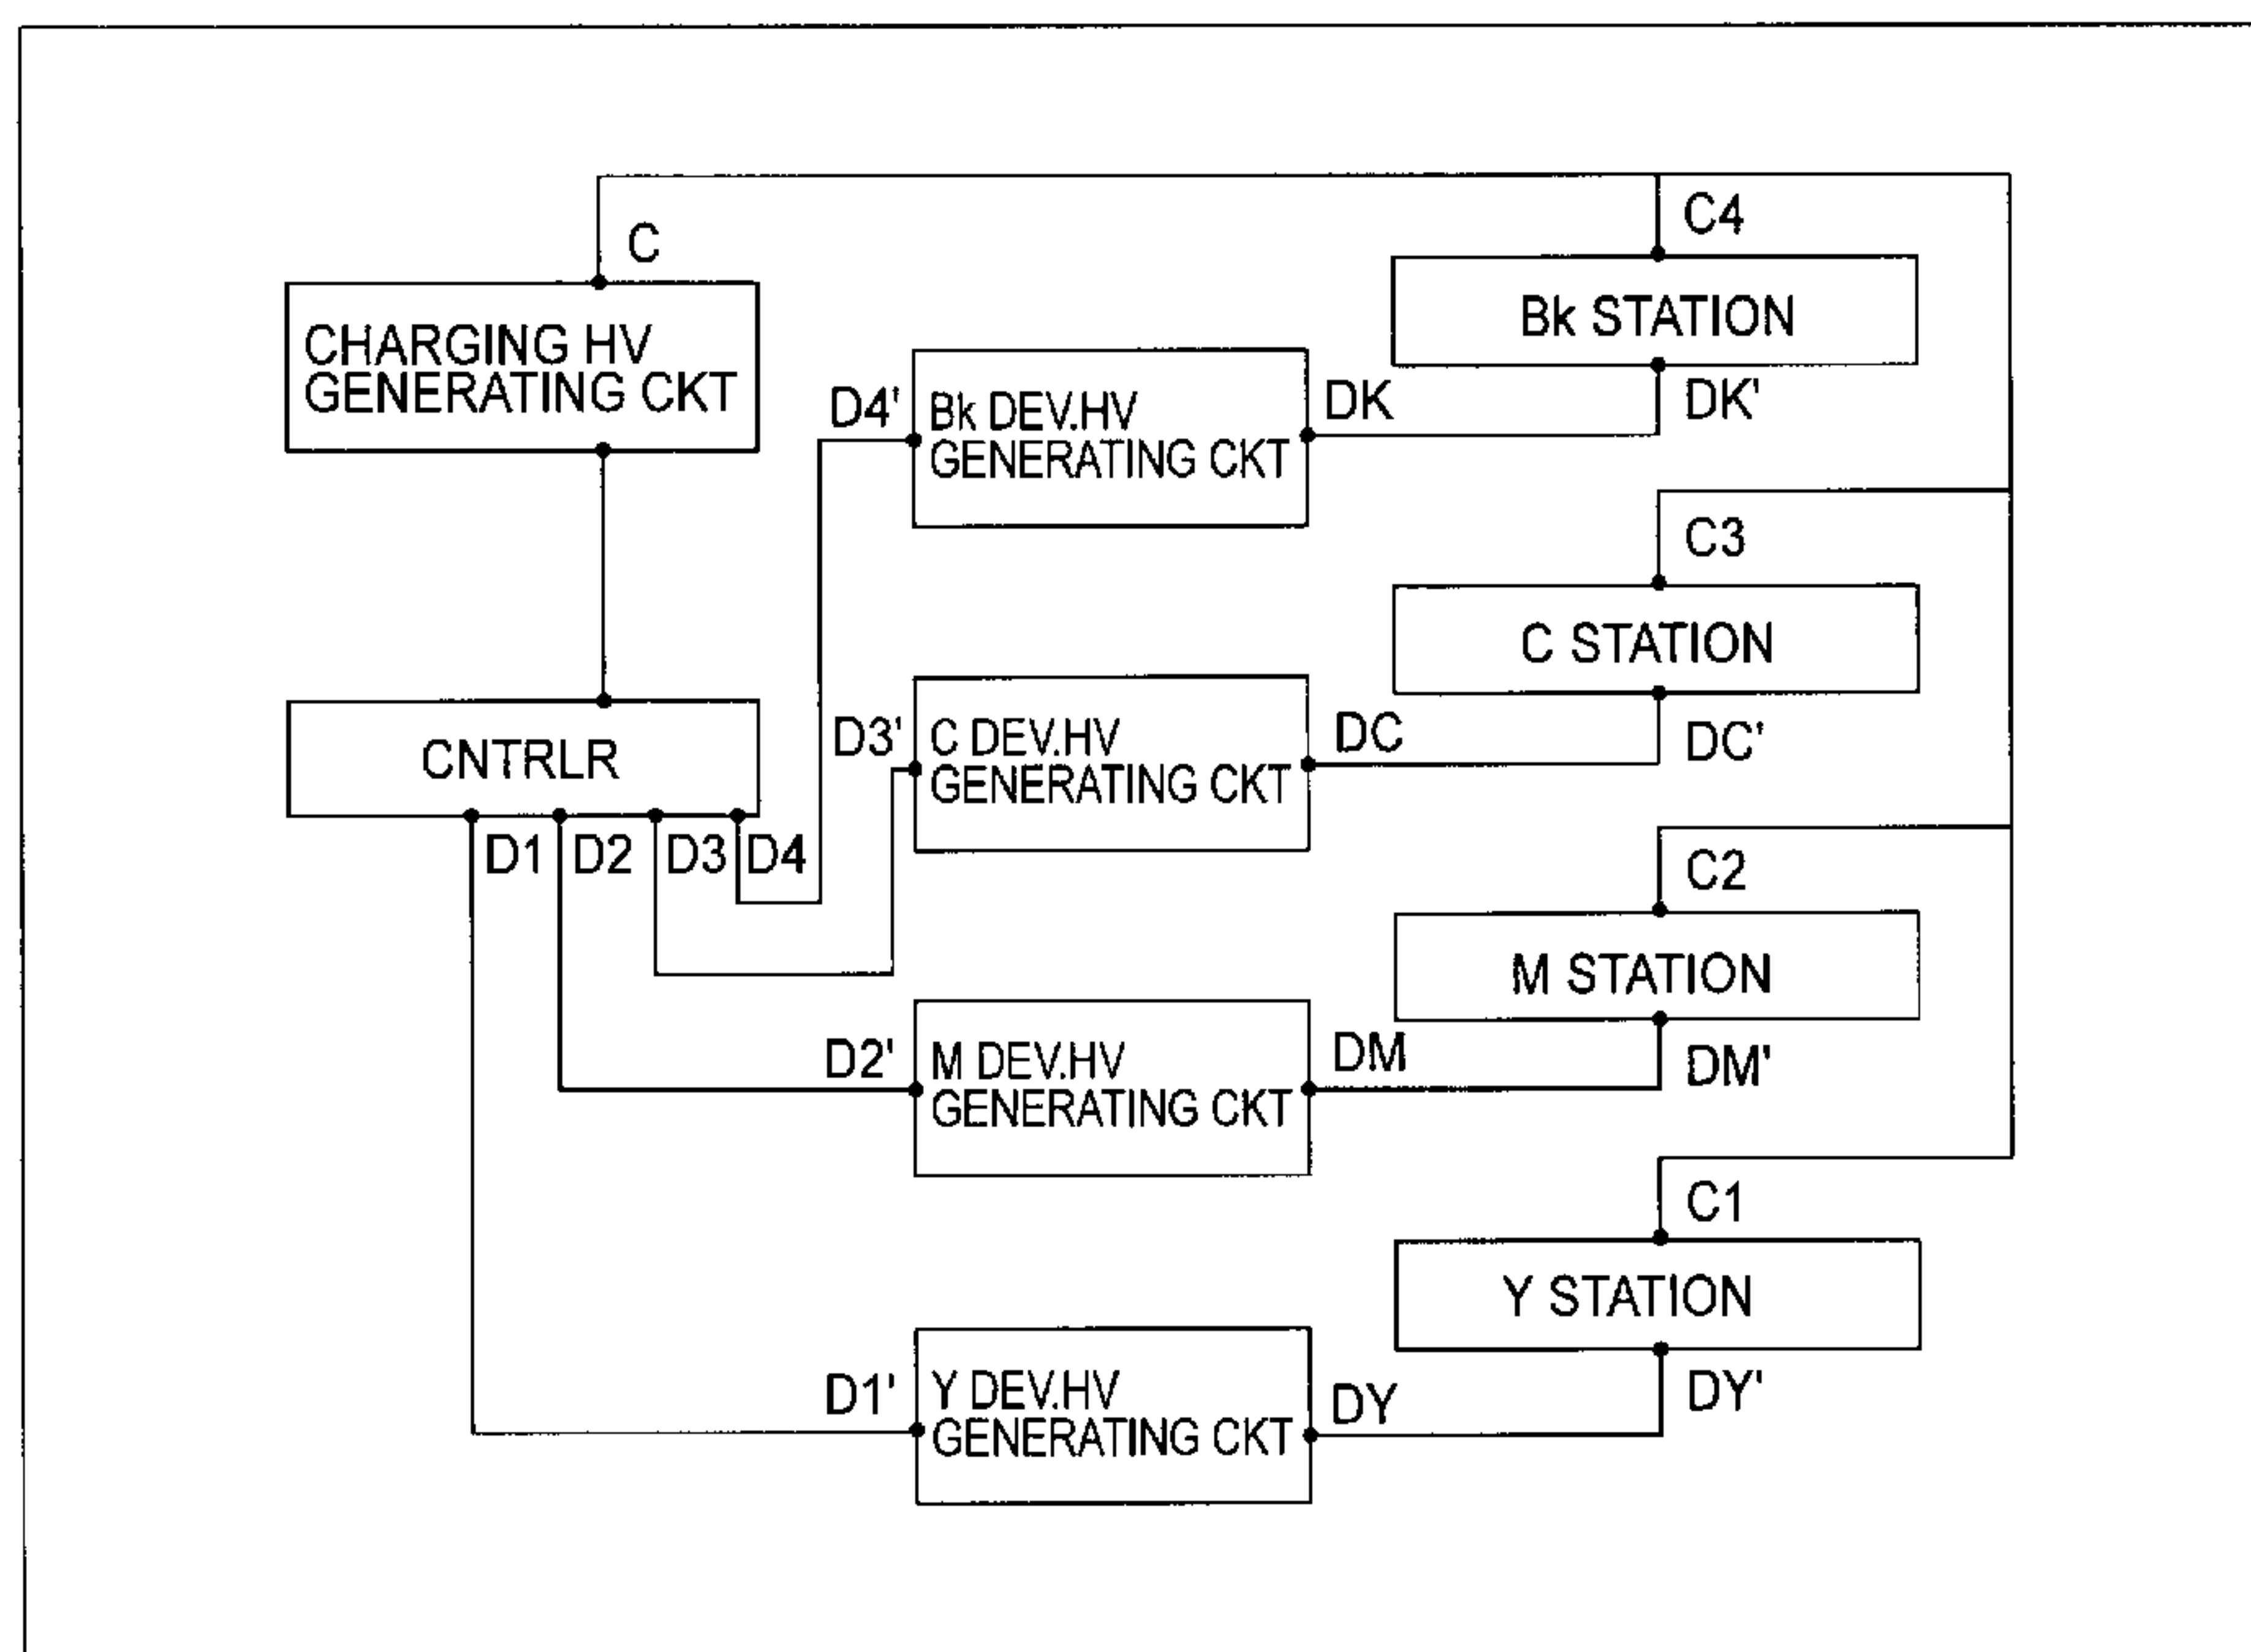 C
C4
CHARGING HV
GENERATING CKT
Bk STATION
D4'
Bk DEV.HV
GENERATING CKT
DK
DK'
C3
C STATION
CNTRLR
D3'
C DEV.HV
GENERATING CKT
DC
DC'
D1
D2
D3
D4
C2
M STATION
D2'
M DEV.HV
GENERATING CKT
DM
DM'
C1
Y STATION
D1'
Y DEV.HV
GENERATING CKT
DY
DY'